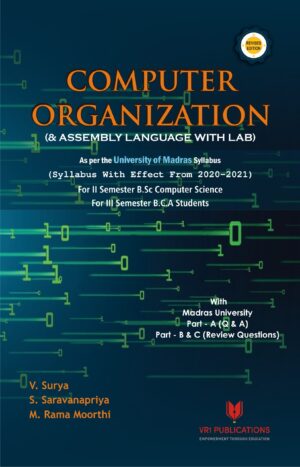 REVISED
EDITION
COMPUTER
ORGANIZATION
(& ASSEMBLY LANGUAGE WITH LAB)
As per the University of Madras Syllabus
(Syllabus With Effect From 2020-2021)
For II Semester B.Sc Computer Science
For III Semester B.C.A Students
With
Madras University
Part - A (Q & A)
Part - B & C (Review Questions)
V. Surya
S. Saravanapriya
M. Rama Moorthi
VRI PUBLICATIONS
EMPOWERMENT THROUGH EDUCATION